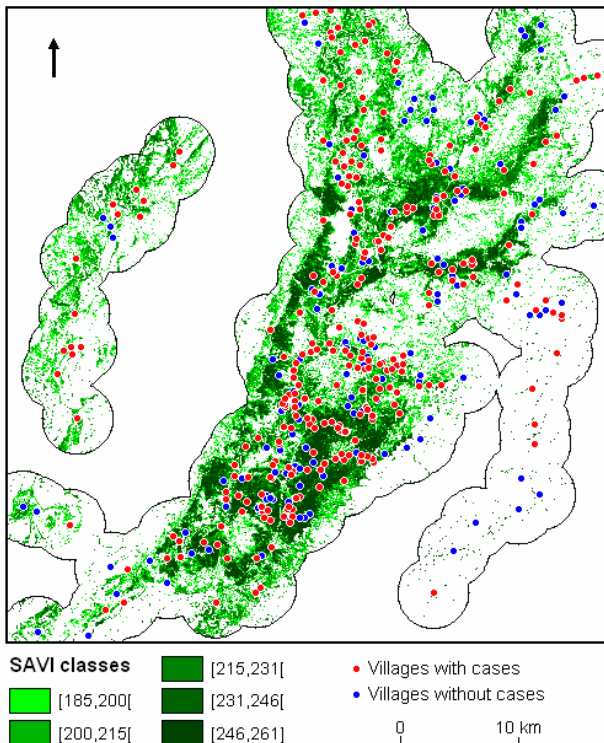 SAVI classes
[185,200[
[200,215[
[215,231[
[231,246[
[246,261]
Villages with cases
Villages without cases
0 10 km